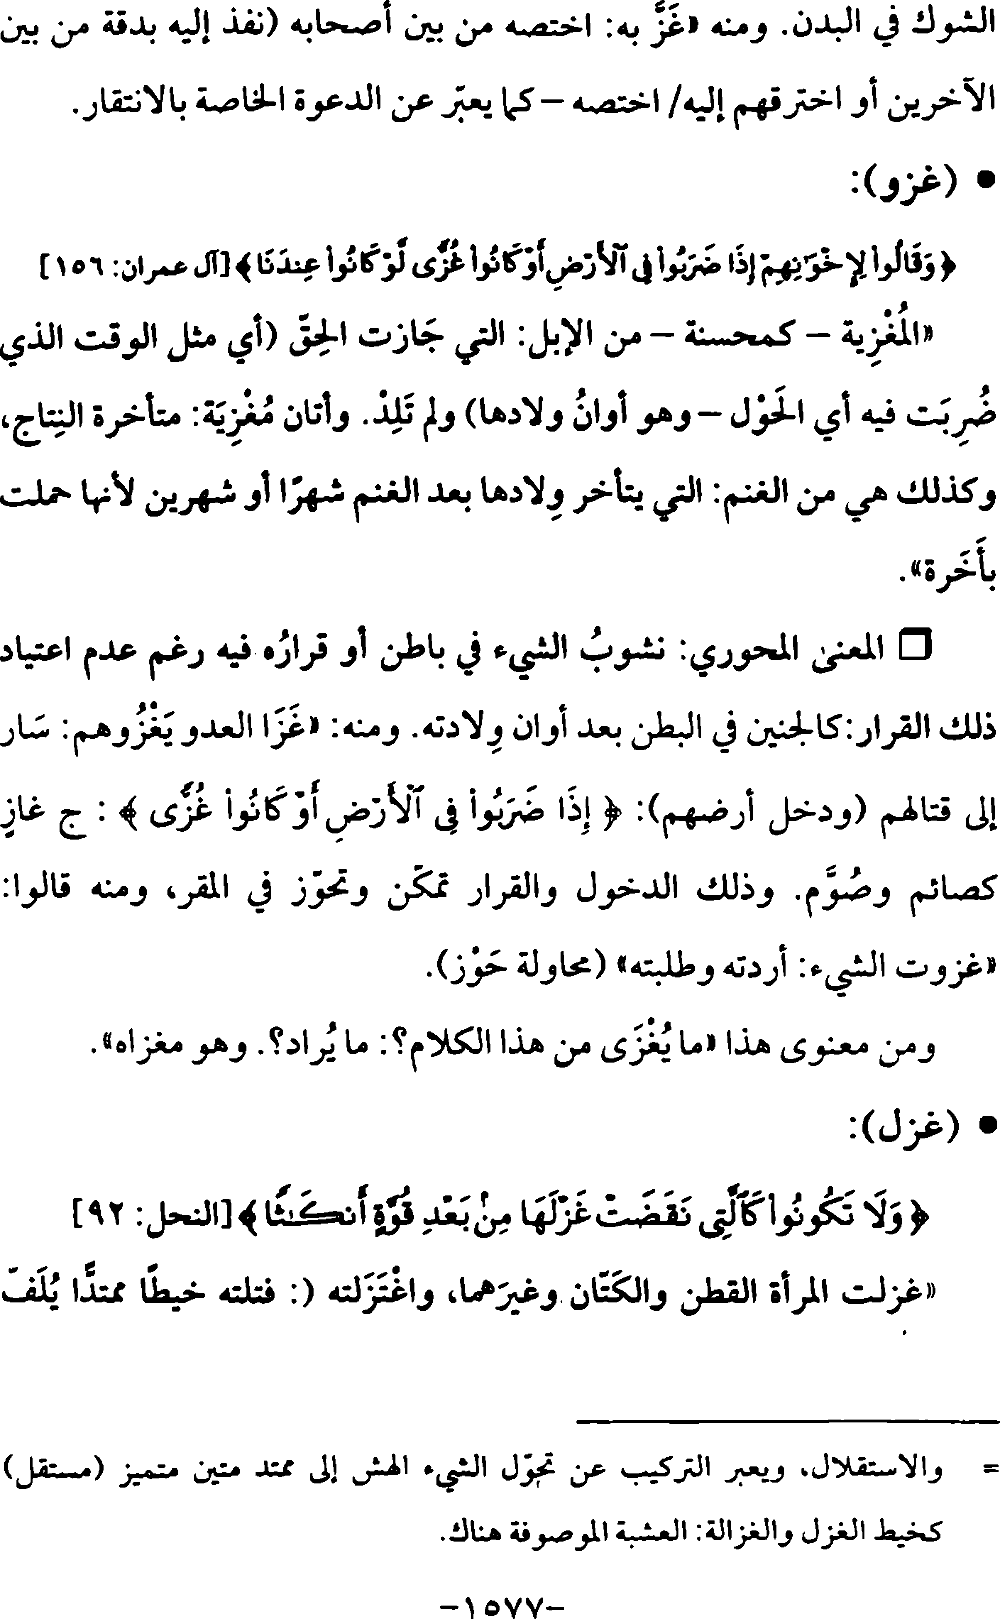 الشوك في البدن. ومنه «غَزَّ به: اختصه من بين أصحابه (نفذ إليه بدقة من بين
الآخرين أو اخترقهم إليه/ اختصه – كما يعبّر عن الدعوة الخاصة بالانتقار.
● (غزو):
﴿وَقَالُوا۟ لِإِخْوَٰنِهِمْ إِذَا ضَرَبُوا۟ فِى ٱلْأَرْضِ أَوْ كَانُوا۟ غُزًّى لَّوْ كَانُوا۟ عِندَنَا﴾ [آل عمران: ١٥٦]
«المُغْزِية – كمحسنة – من الإبل: التي جَازت الحِقّ (أي مثل الوقت الذي
ضُرِبَت فيه أي الحَوْل – وهو أوانُ ولادها) ولم تَلِدْ. وأتان مُغْزِيَة: متأخرة النِتاج،
وكذلك هي من الغنم: التي يتأخر وِلادها بعد الغنم شهرًا أو شهرين لأنها حملت
بأَخَرة».
❒ المعنىٰ المحوري: نشوبُ الشيء في باطن أو قرارُه فيه رغم عدم اعتياد
ذلك القرار: كالجنين في البطن بعد أوان وِلادته. ومنه: «غَزَا العدو يَغْزُوهم: سَار
إلى قتالهم (ودخل أرضهم): ﴿إِذَا ضَرَبُوا۟ فِى ٱلْأَرْضِ أَوْ كَانُوا۟ غُزًّى﴾ : ج غازٍ
كصائم وصُوَّم. وذلك الدخول والقرار تمكّن وتحوّز في المقر، ومنه قالوا:
«غزوت الشيء: أردته وطلبته» (محاولة حَوْز).
ومن معنوى هذا «ما يُغْزَى من هذا الكلام؟: ما يُراد؟. وهو مغزاه».
● (غزل):
﴿وَلَا تَكُونُوا۟ كَٱلَّتِى نَقَضَتْ غَزْلَهَا مِنۢ بَعْدِ قُوَّةٍ أَنكَٰثًا﴾ [النحل: ٩٢]
«غزلت المرأة القطن والكَتّان وغيرَهما، واغْتَزَلته (: فتلته خيطًا ممتدًّا يُلَفّ
= والاستقلال، ويعبر التركيب عن تحوّل الشيء الهش إلى ممتد متين متميز (مستقل)
كخيط الغزل والغزالة: العشبة الموصوفة هناك.
-١٥٧٧-